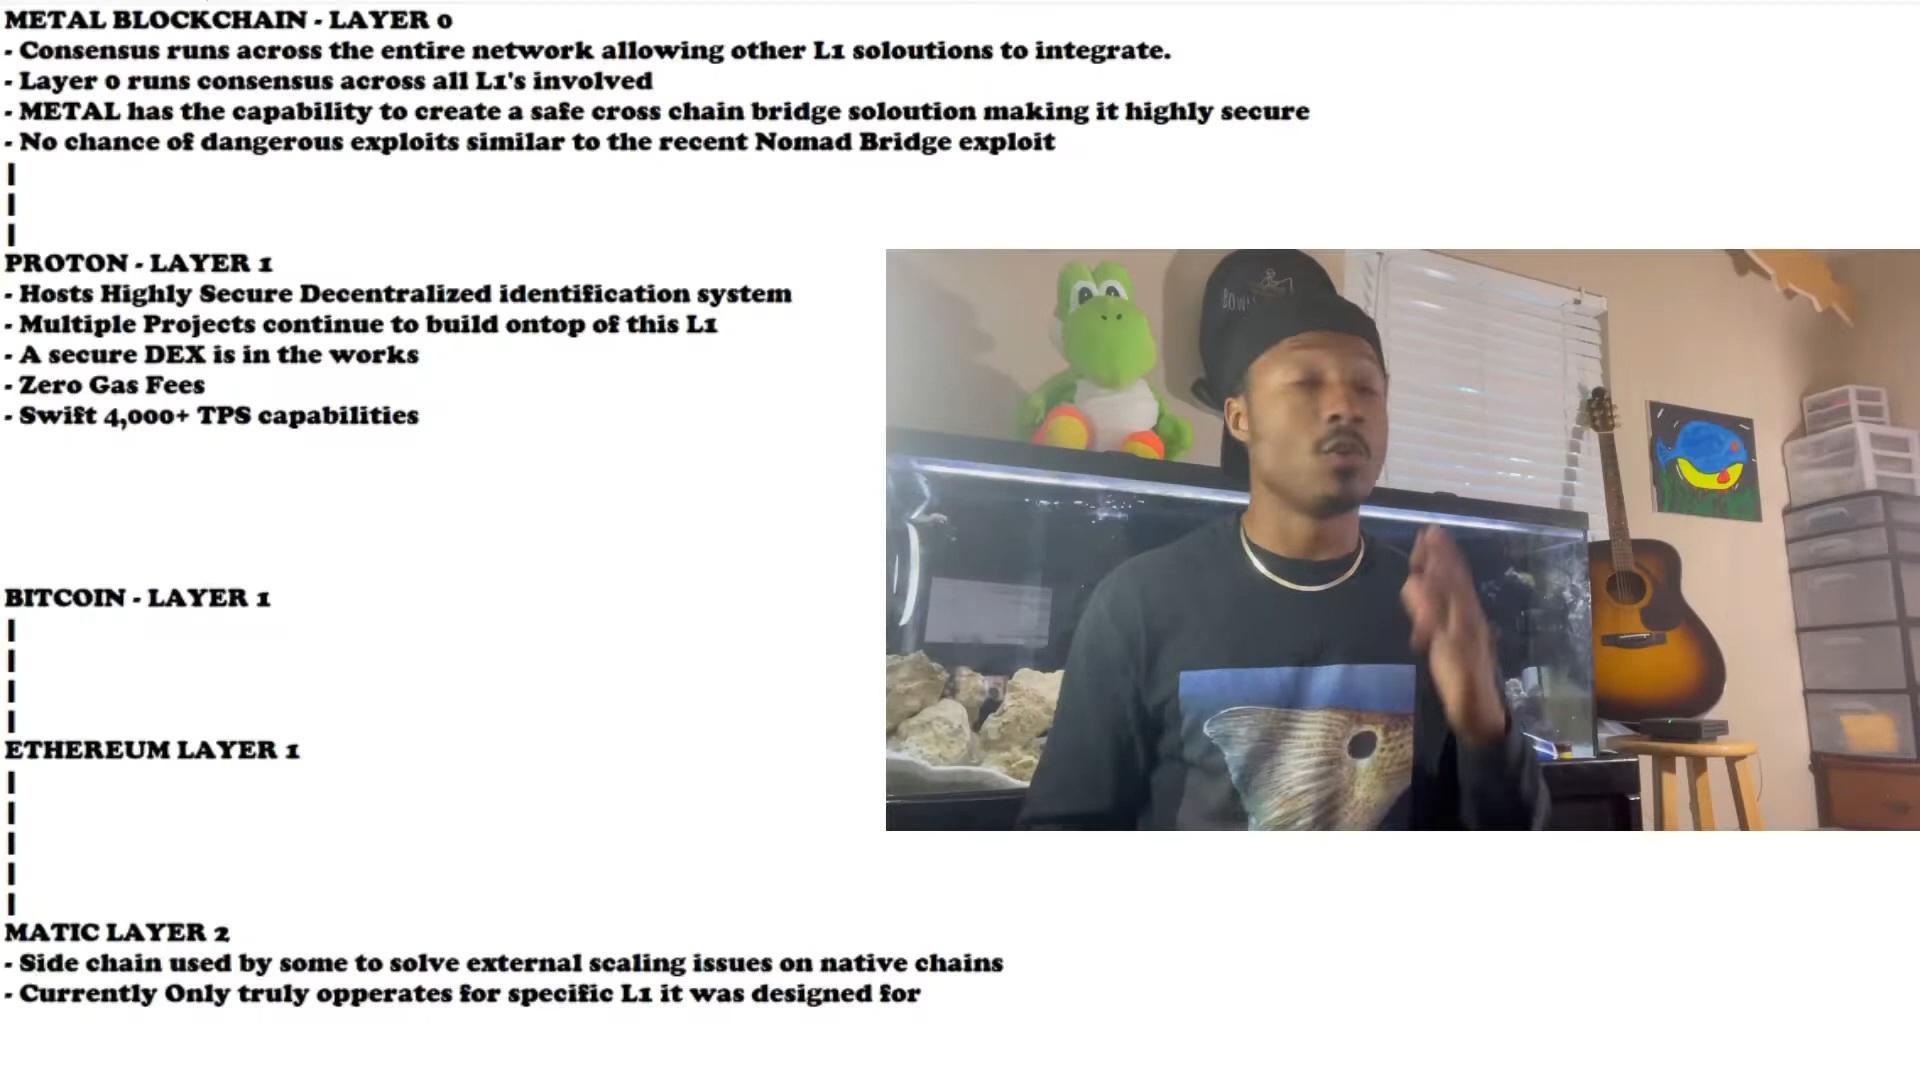 METAL BLOCKCHAIN - LAYER 0
- Consensus runs across the entire network allowing other L1 soloutions to integrate.
- Layer 0 runs consensus across all L1's involved
- METAL has the capability to create a safe cross chain bridge soloution making it highly secure
- No chance of dangerous exploits similar to the recent Nomad Bridge exploit
|
|
|
PROTON - LAYER 1
- Hosts Highly Secure Decentralized identification system
- Multiple Projects continue to build ontop of this L1
- A secure DEX is in the works
- Zero Gas Fees
- Swift 4,000+ TPS capabilities
BITCOIN - LAYER 1
|
|
|
|
ETHEREUM LAYER 1
|
|
|
|
|
MATIC LAYER 2
- Side chain used by some to solve external scaling issues on native chains
- Currently Only truly opperates for specific L1 it was designed for